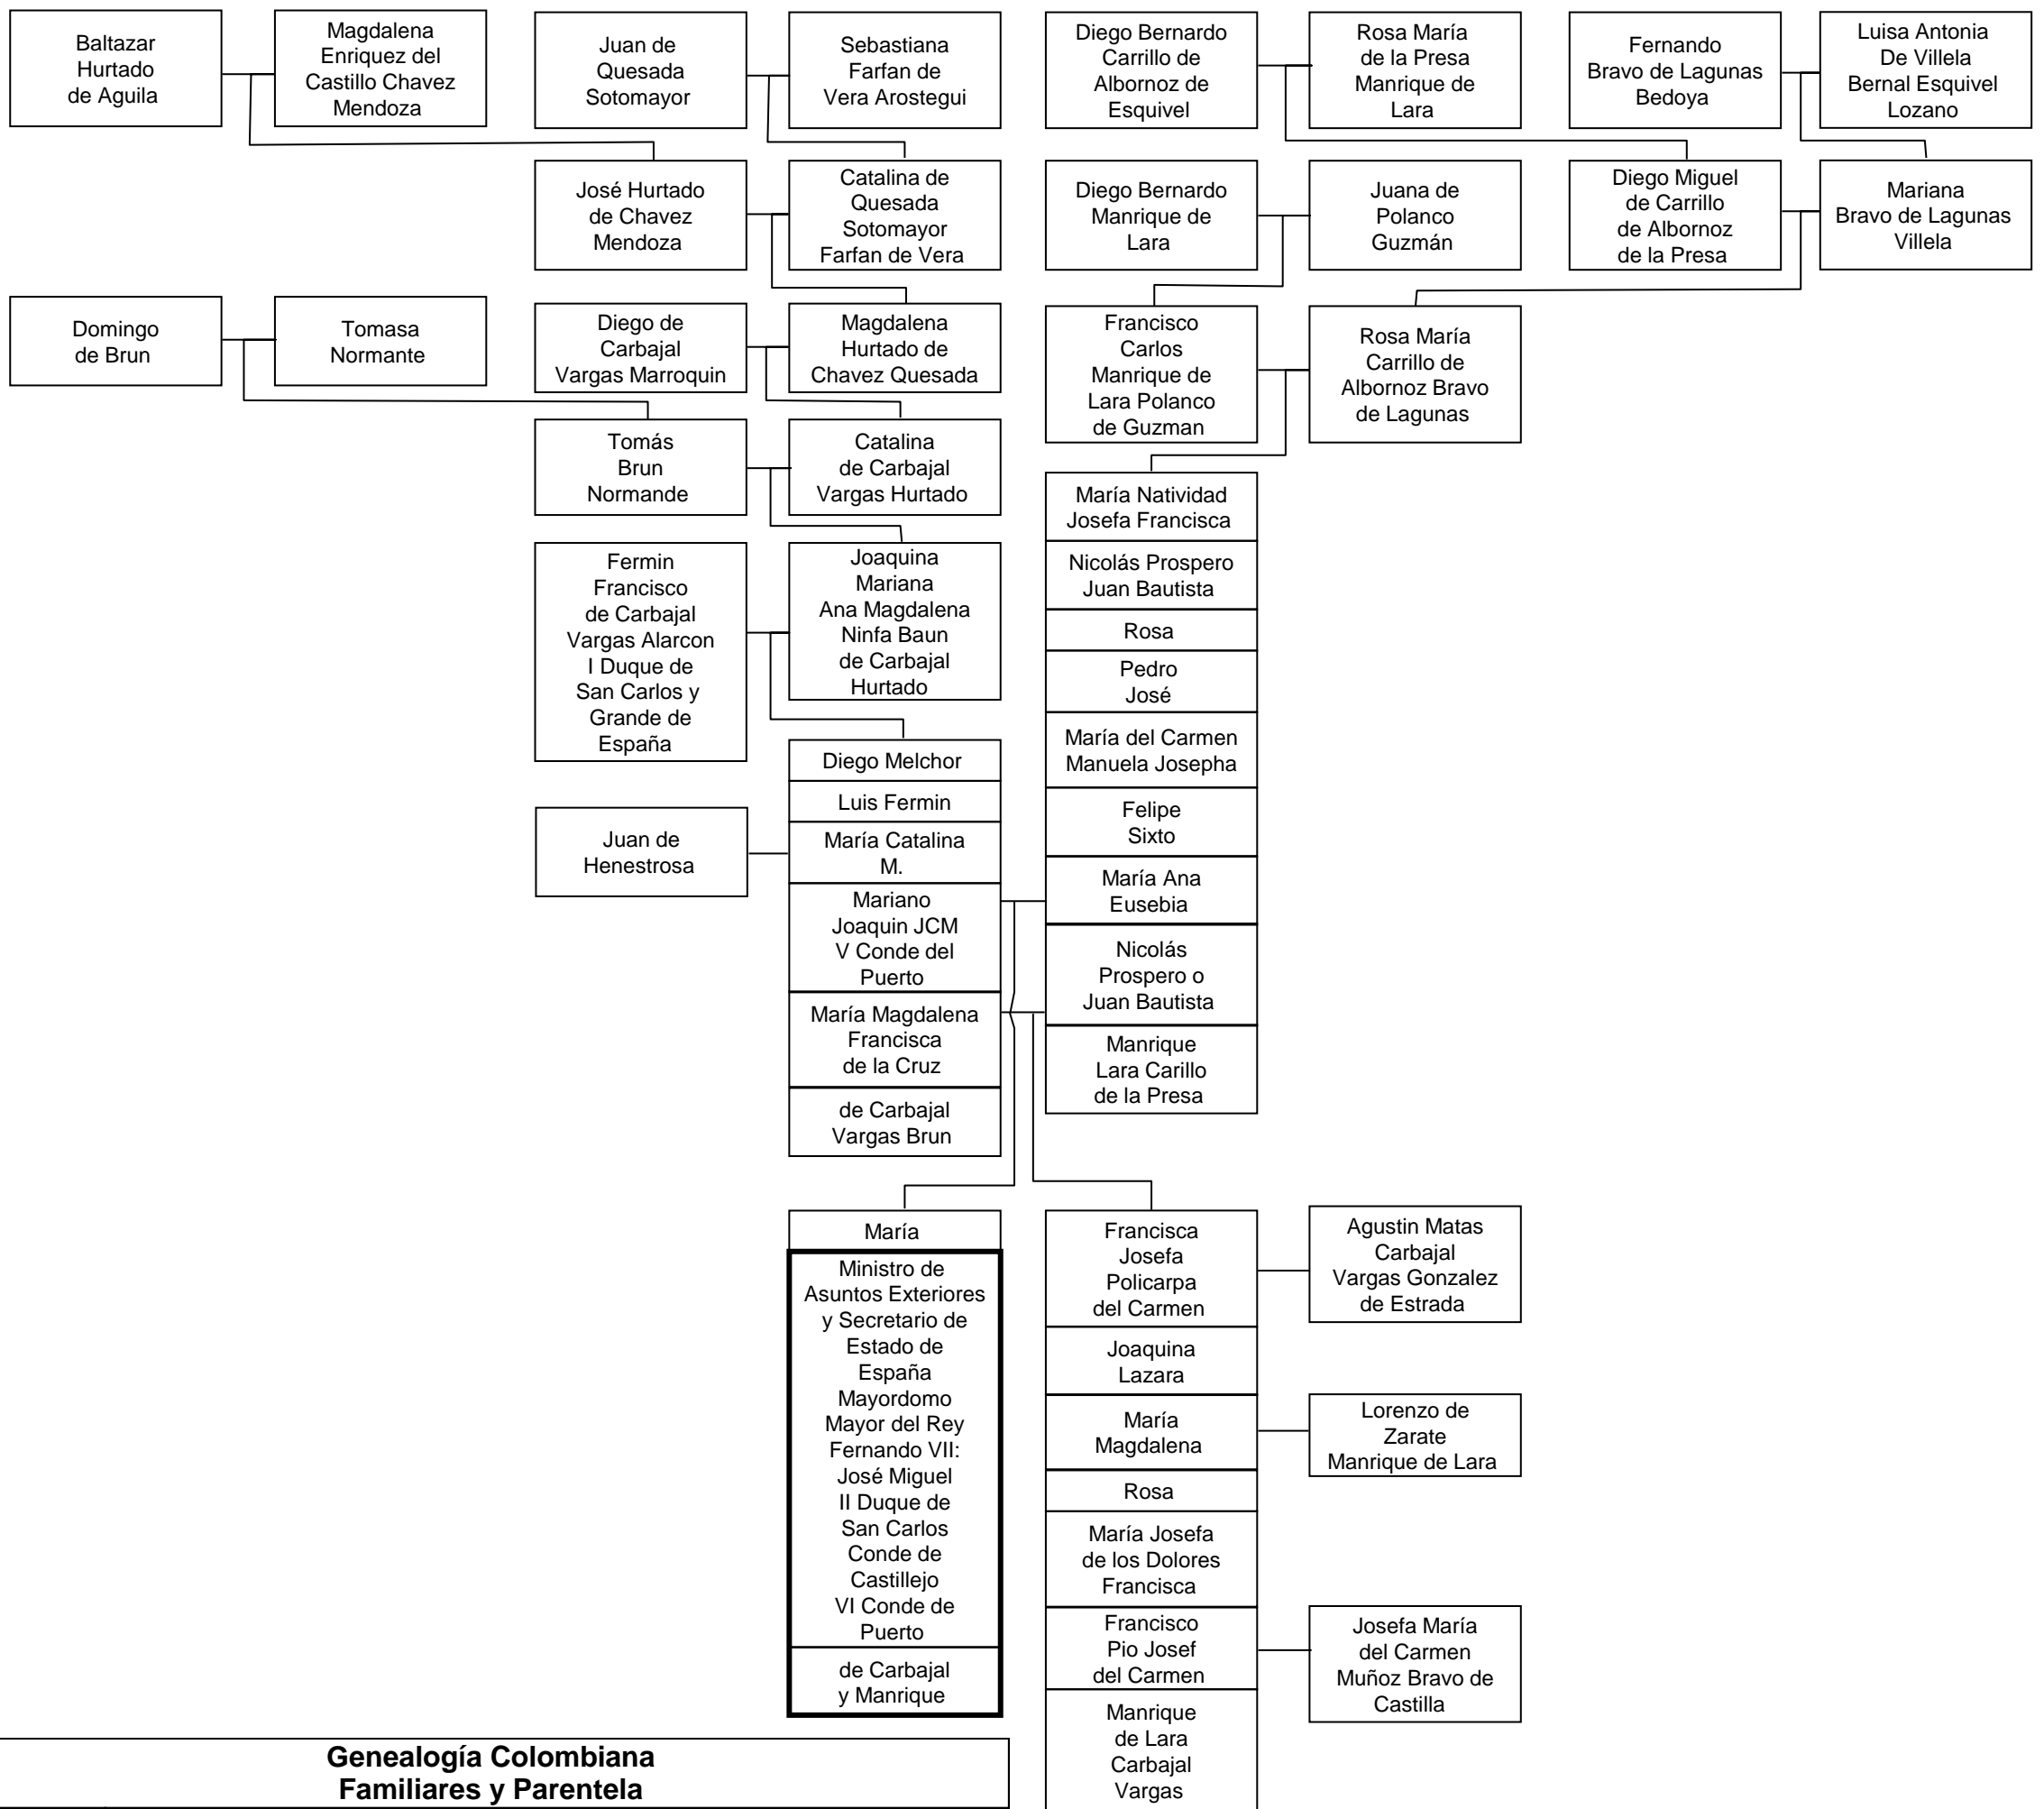 Baltazar
Hurtado
de Aguila
Magdalena
Enriquez del
Castillo Chavez
Mendoza
Juan de
Quesada
Sotomayor
Sebastiana
Farfan de
Vera Arostegui
Diego Bernardo
Carrillo de
Albornoz de
Esquivel
Rosa María
de la Presa
Manrique de
Lara
Fernando
Bravo de Lagunas
Bedoya
Luisa Antonia
De Villela
Bernal Esquivel
Lozano
José Hurtado
de Chavez
Mendoza
Catalina de
Quesada
Sotomayor
Farfan de Vera
Diego Bernardo
Manrique de
Lara
Juana de
Polanco
Guzmán
Diego Miguel
de Carrillo
de Albornoz
de la Presa
Mariana
Bravo de Lagunas
Villela
Domingo
de Brun
Tomasa
Normante
Diego de
Carbajal
Vargas Marroquin
Magdalena
Hurtado de
Chavez Quesada
Francisco
Carlos
Manrique de
Lara Polanco
de Guzman
Rosa María
Carrillo de
Albornoz Bravo
de Lagunas
Tomás
Brun
Normande
Catalina
de Carbajal
Vargas Hurtado
María Natividad
Josefa Francisca
Nicolás Prospero
Juan Bautista
Rosa
Pedro
José
María del Carmen
Manuela Josepha
Felipe
Sixto
María Ana
Eusebia
Nicolás
Prospero o
Juan Bautista
Manrique
Lara Carillo
de la Presa
Fermin
Francisco
de Carbajal
Vargas Alarcon
I Duque de
San Carlos y
Grande de
España
Joaquina
Mariana
Ana Magdalena
Ninfa Baun
de Carbajal
Hurtado
Diego Melchor
Luis Fermin
María Catalina
M.
Mariano
Joaquin JCM
V Conde del
Puerto
María Magdalena
Francisca
de la Cruz
de Carbajal
Vargas Brun
Juan de
Henestrosa
María
Ministro de
Asuntos Exteriores
y Secretario de
Estado de
España
Mayordomo
Mayor del Rey
Fernando VII:
José Miguel
II Duque de
San Carlos
Conde de
Castillejo
VI Conde de
Puerto
de Carbajal
y Manrique
Francisca
Josefa
Policarpa
del Carmen
Joaquina
Lazara
María
Magdalena
Rosa
María Josefa
de los Dolores
Francisca
Francisco
Pio Josef
del Carmen
Manrique
de Lara
Carbajal
Vargas
Agustin Matas
Carbajal
Vargas Gonzalez
de Estrada
Lorenzo de
Zarate
Manrique de Lara
Josefa María
del Carmen
Muñoz Bravo de
Castilla
Genealogía Colombiana
Familiares y Parentela